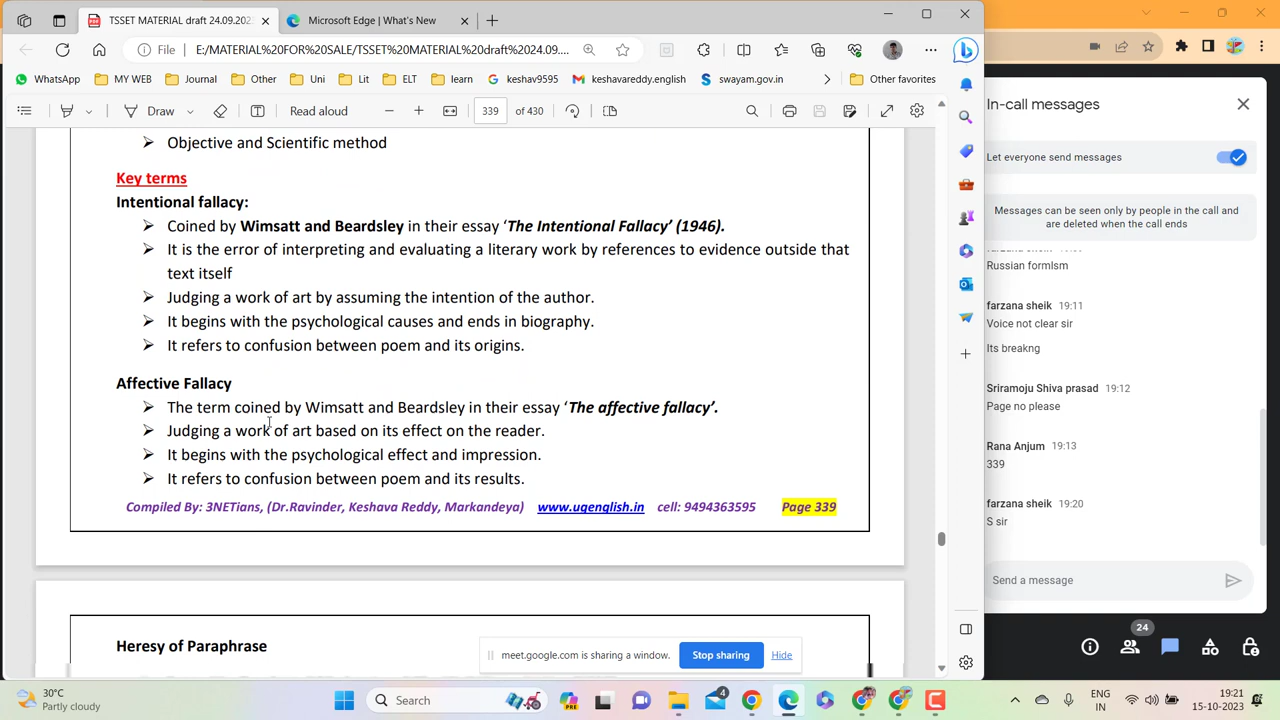 TSSET MATERIAL draft 24.09.202
Microsoft Edge | What's New
File
E:/MATERIAL%20FOR%20SALE/TSSET%20MATERIAL%20draft%2024.09....
WhatsApp
MY WEB
Journal
Other
Uni
Lit
ELT
learn
keshav9595
keshavareddy.english
swayam.gov.in
Other favorites
Draw
Read aloud
339 of 430
Objective and Scientific method
Key terms
Intentional fallacy:
Coined by Wimsatt and Beardsley in their essay ‘The Intentional Fallacy’ (1946).
It is the error of interpreting and evaluating a literary work by references to evidence outside that
text itself
Judging a work of art by assuming the intention of the author.
It begins with the psychological causes and ends in biography.
It refers to confusion between poem and its origins.
Affective Fallacy
The term coined by Wimsatt and Beardsley in their essay ‘The affective fallacy’.
Judging a work of art based on its effect on the reader.
It begins with the psychological effect and impression.
It refers to confusion between poem and its results.
Compiled By: 3NETians, (Dr.Ravinder, Keshava Reddy, Markandeya) www.ugenglish.in cell: 9494363595 Page 339
Heresy of Paraphrase
meet.google.com is sharing a window.
Stop sharing
Hide
In-call messages
Let everyone send messages
Messages can be seen only by people in the call and
are deleted when the call ends
Russian formlsm
farzana sheik 19:11
Voice not clear sir
Its breakng
Sriramoju Shiva prasad 19:12
Page no please
Rana Anjum 19:13
339
farzana sheik 19:20
S sir
Send a message
24
30°C
Partly cloudy
Search
4
ENG
IN
19:21
15-10-2023